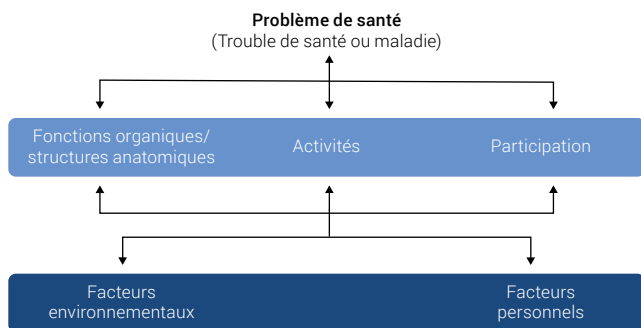 Problème de santé
(Trouble de santé ou maladie)
Fonctions organiques/
structures anatomiques
Activités
Participation
Facteurs
environnementaux
Facteurs
personnels